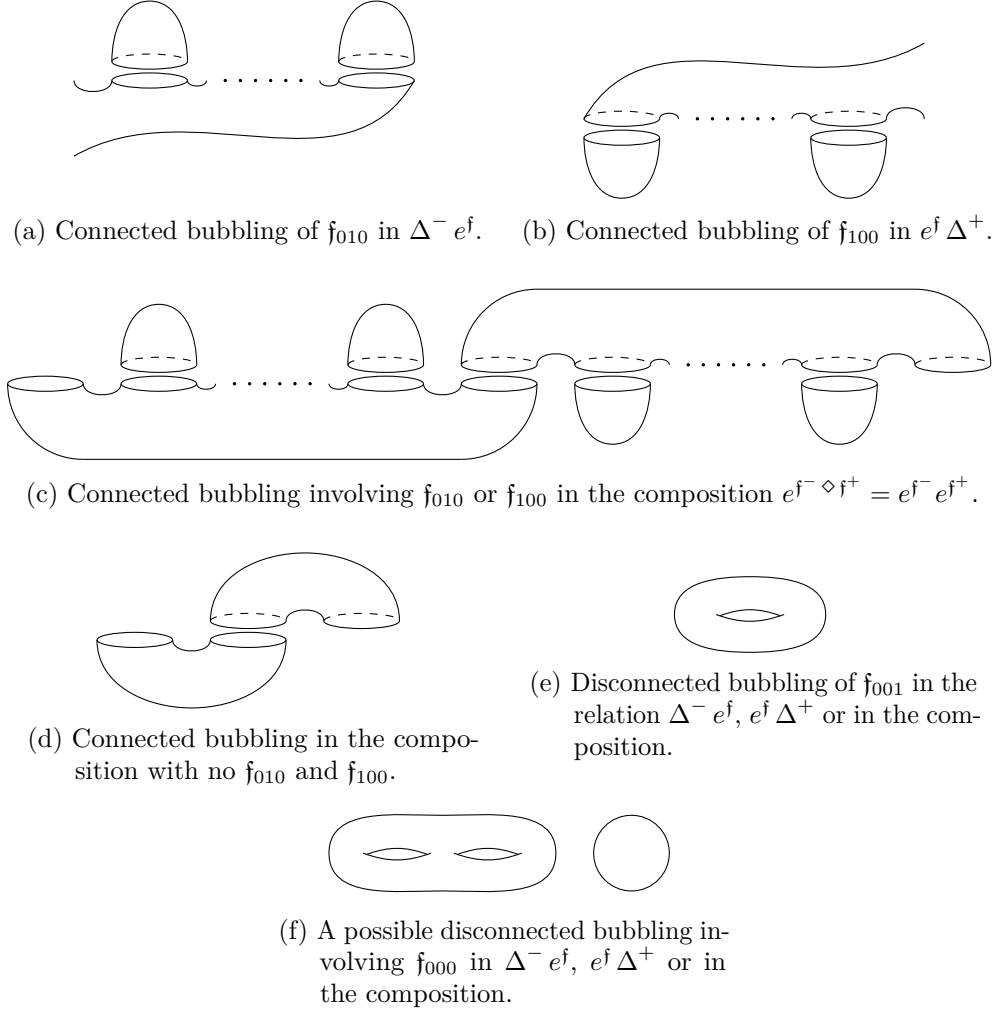 (a) Connected bubbling of 𝔣₀₁₀ in Δ⁻ e^𝔣.
(b) Connected bubbling of 𝔣₁₀₀ in e^𝔣 Δ⁺.
(c) Connected bubbling involving 𝔣₀₁₀ or 𝔣₁₀₀ in the composition e^{𝔣⁻ ⋄ 𝔣⁺} = e^{𝔣⁻} e^{𝔣⁺}.
(d) Connected bubbling in the compo-
sition with no 𝔣₀₁₀ and 𝔣₁₀₀.
(e) Disconnected bubbling of 𝔣₀₀₁ in the
relation Δ⁻ e^𝔣, e^𝔣 Δ⁺ or in the com-
position.
(f) A possible disconnected bubbling in-
volving 𝔣₀₀₀ in Δ⁻ e^𝔣, e^𝔣 Δ⁺ or in
the composition.